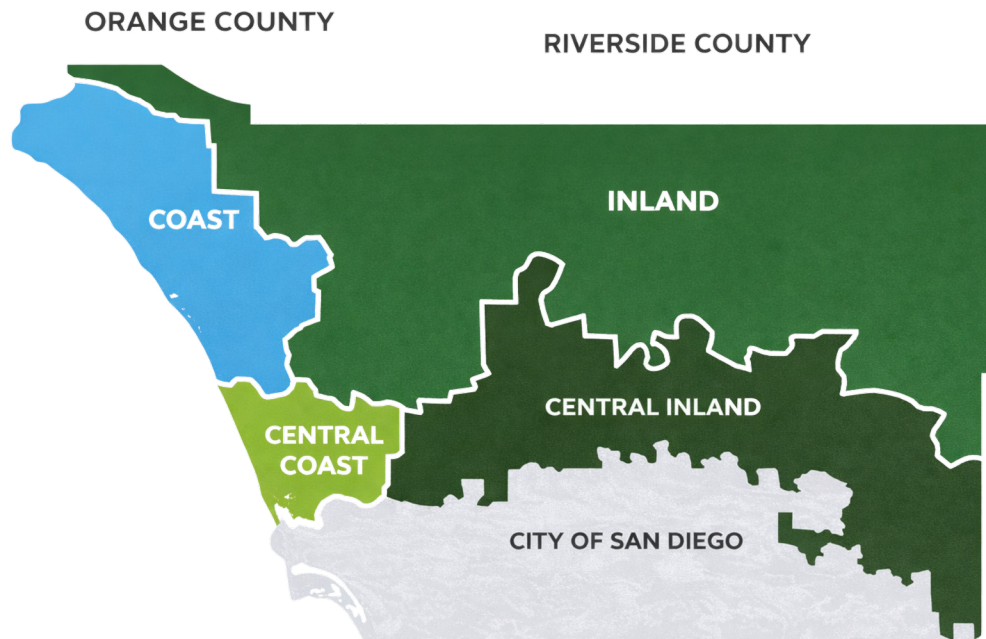 ORANGE COUNTY
RIVERSIDE COUNTY
INLAND
COAST
CENTRAL INLAND
CENTRAL
COAST
CITY OF SAN DIEGO